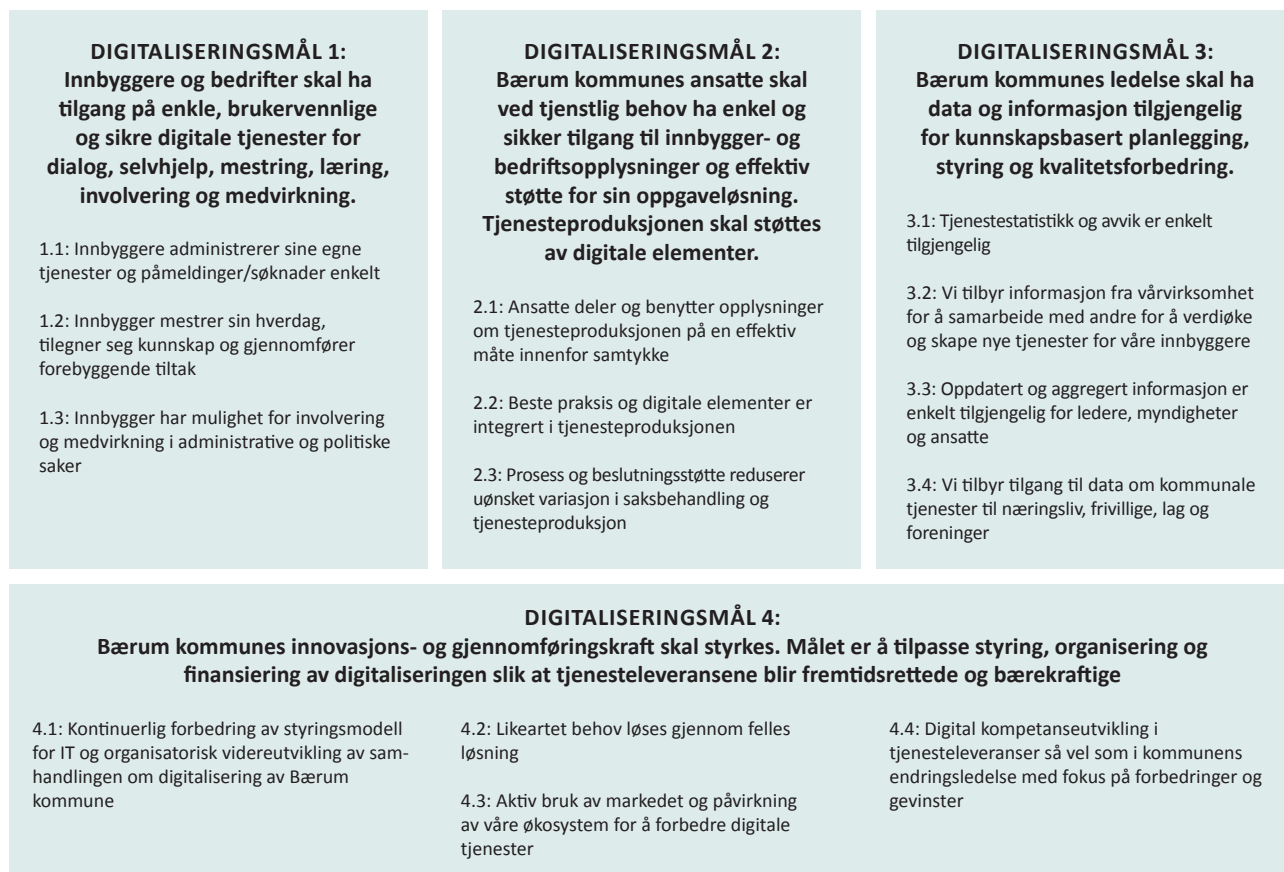 DIGITALISERINGSMÅL 1:
Innbyggere og bedrifter skal ha
tilgang på enkle, brukervennlige
og sikre digitale tjenester for
dialog, selvhjelp, mestring, læring,
involvering og medvirkning.
1.1: Innbyggere administrerer sine egne
tjenester og påmeldinger/søknader enkelt
1.2: Innbygger mestrer sin hverdag,
tilegner seg kunnskap og gjennomfører
forebyggende tiltak
1.3: Innbygger har mulighet for involvering
og medvirkning i administrative og politiske
saker
DIGITALISERINGSMÅL 2:
Bærum kommunes ansatte skal
ved tjenstlig behov ha enkel og
sikker tilgang til innbygger- og
bedriftsopplysninger og effektiv
støtte for sin oppgaveløsning.
Tjenesteproduksjonen skal støttes
av digitale elementer.
2.1: Ansatte deler og benytter opplysninger
om tjenesteproduksjonen på en effektiv
måte innenfor samtykke
2.2: Beste praksis og digitale elementer er
integrert i tjenesteproduksjonen
2.3: Prosess og beslutningsstøtte reduserer
uønsket variasjon i saksbehandling og
tjenesteproduksjon
DIGITALISERINGSMÅL 3:
Bærum kommunes ledelse skal ha
data og informasjon tilgjengelig
for kunnskapsbasert planlegging,
styring og kvalitetsforbedring.
3.1: Tjenestestatistikk og avvik er enkelt
tilgjengelig
3.2: Vi tilbyr informasjon fra vårvirksomhet
for å samarbeide med andre for å verdiøke
og skape nye tjenester for våre innbyggere
3.3: Oppdatert og aggregert informasjon er
enkelt tilgjengelig for ledere, myndigheter
og ansatte
3.4: Vi tilbyr tilgang til data om kommunale
tjenester til næringsliv, frivillige, lag og
foreninger
DIGITALISERINGSMÅL 4:
Bærum kommunes innovasjons- og gjennomføringskraft skal styrkes. Målet er å tilpasse styring, organisering og
finansiering av digitaliseringen slik at tjenesteleveransene blir fremtidsrettede og bærekraftige
4.1: Kontinuerlig forbedring av styringsmodell
for IT og organisatorisk videreutvikling av sam-
handlingen om digitalisering av Bærum
kommune
4.2: Likeartet behov løses gjennom felles
løsning
4.3: Aktiv bruk av markedet og påvirkning
av våre økosystem for å forbedre digitale
tjenester
4.4: Digital kompetanseutvikling i
tjenesteleveranser så vel som i kommunens
endringsledelse med fokus på forbedringer og
gevinster